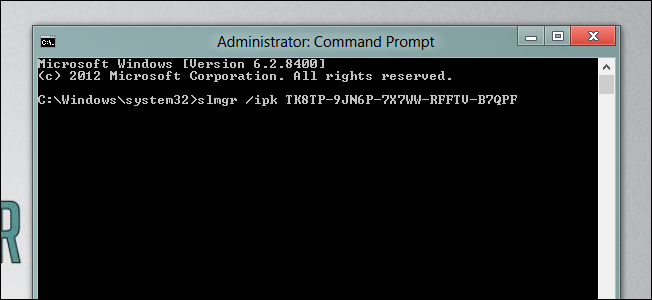 Administrator: Command Prompt
Microsoft Windows [Version 6.2.8400]
(c) 2012 Microsoft Corporation. All rights reserved.
C:\Windows\system32>slmgr /ipk TK8TP-9JN6P-7X7WW-RFFTV-B7QPF
R